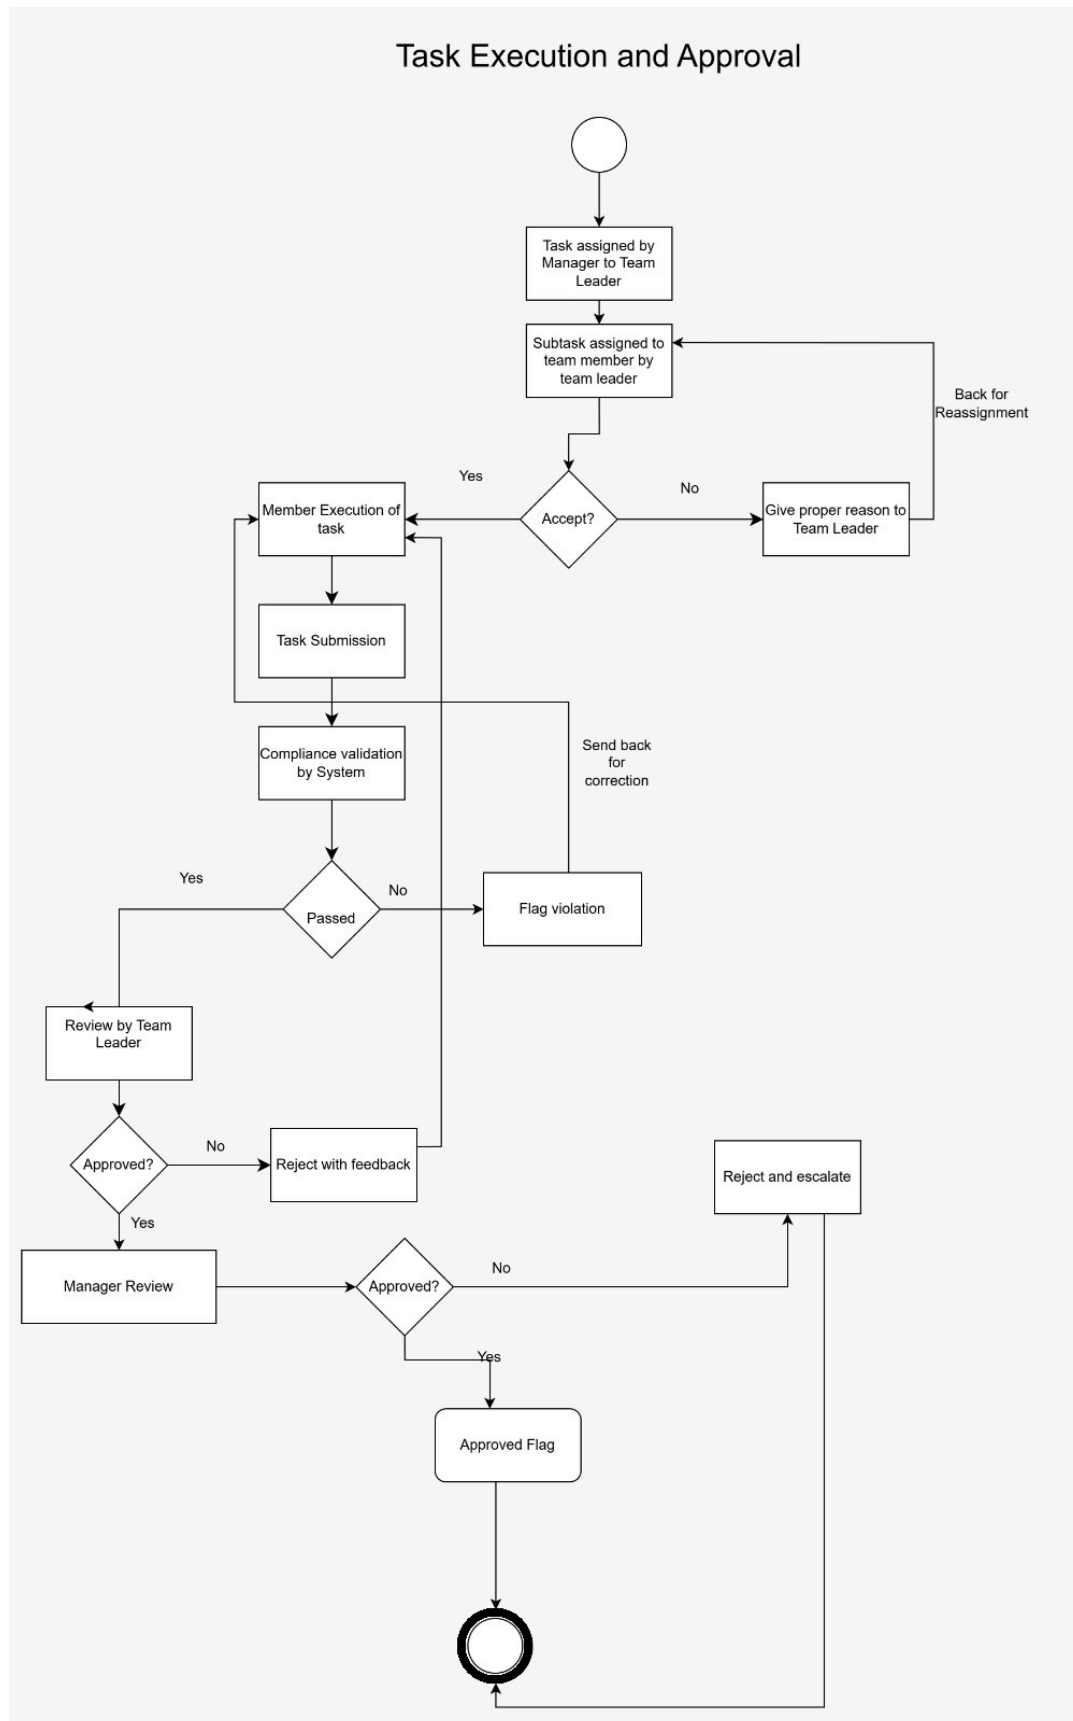 Task Execution and Approval
Task assigned by
Manager to Team
Leader
Subtask assigned to
team member by
team leader
Back for
Reassignment
Yes
No
Member Execution of
task
Accept?
Give proper reason to
Team Leader
Task Submission
Send back
for
correction
Compliance validation
by System
Yes
No
Passed
Flag violation
Review by Team
Leader
No
Approved?
Reject with feedback
Reject and escalate
Yes
Manager Review
Approved?
No
Yes
Approved Flag